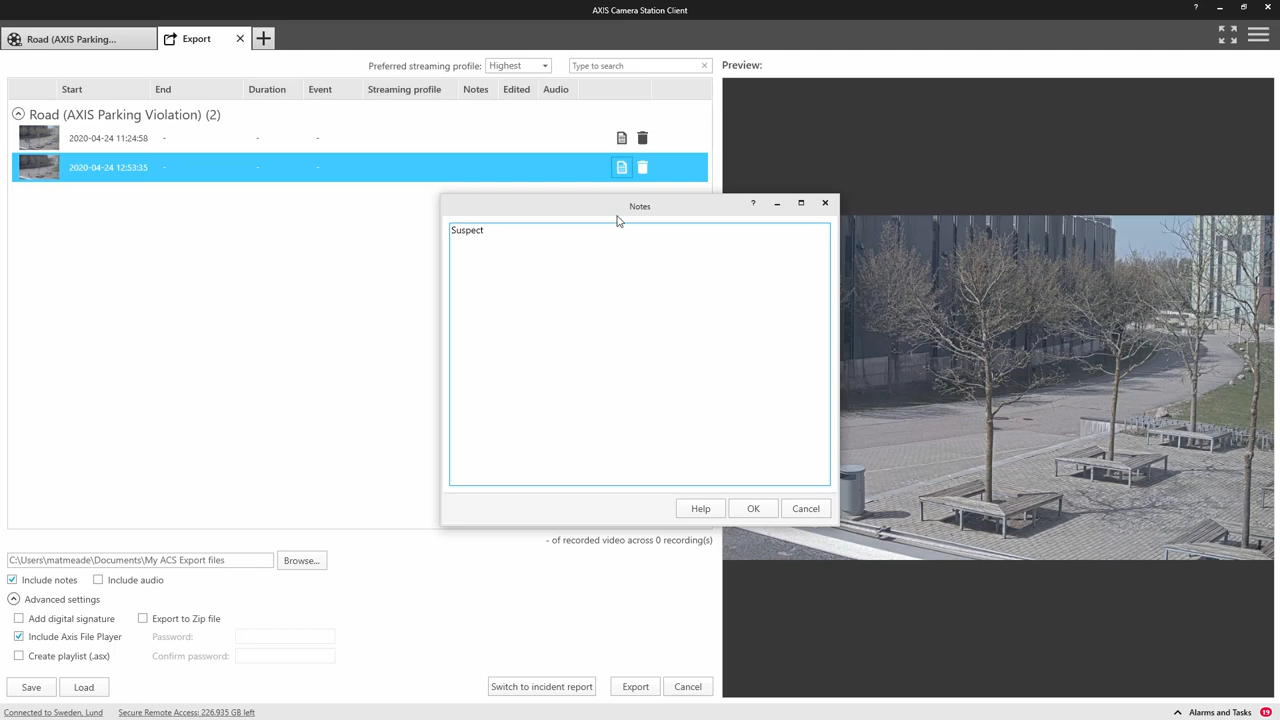 AXIS Camera Station Client
Road (AXIS Parking...
Export
Preferred streaming profile: Highest
Type to search
Preview:
Start End Duration Event Streaming profile Notes Edited Audio
Road (AXIS Parking Violation) (2)
2020-04-24 11:24:58 - - -
2020-04-24 12:53:35 - - -
Notes
?
Suspect
Help OK Cancel
- of recorded video across 0 recording(s)
C:\Users\matmeade\Documents\My ACS Export files Browse...
Include notes Include audio
Advanced settings
Add digital signature Export to Zip file
Include Axis File Player Password:
Create playlist (.asx) Confirm password:
Save Load Switch to incident report Export Cancel
Connected to Sweden, Lund Secure Remote Access: 226.935 GB left Alarms and Tasks 19